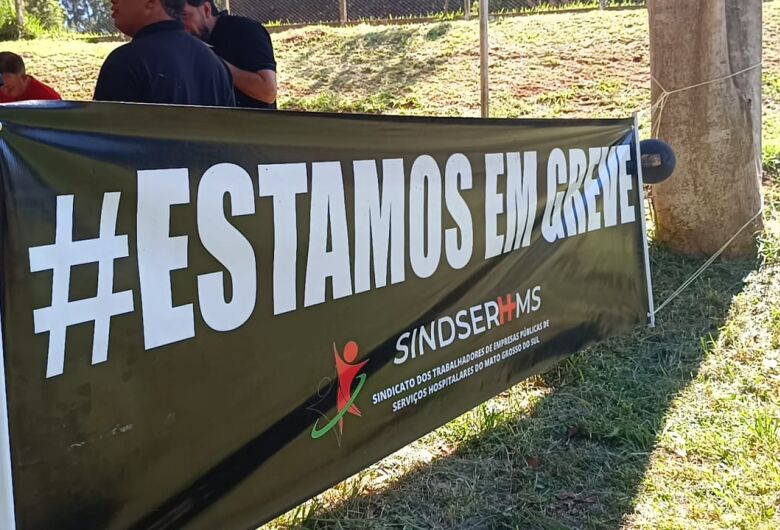 #ESTAMOS EM GREVE
SINDSERHMS
SINDICATO DOS TRABALHADORES DE EMPRESAS PÚBLICAS DE
SERVIÇOS HOSPITALARES DO MATO GROSSO DO SUL